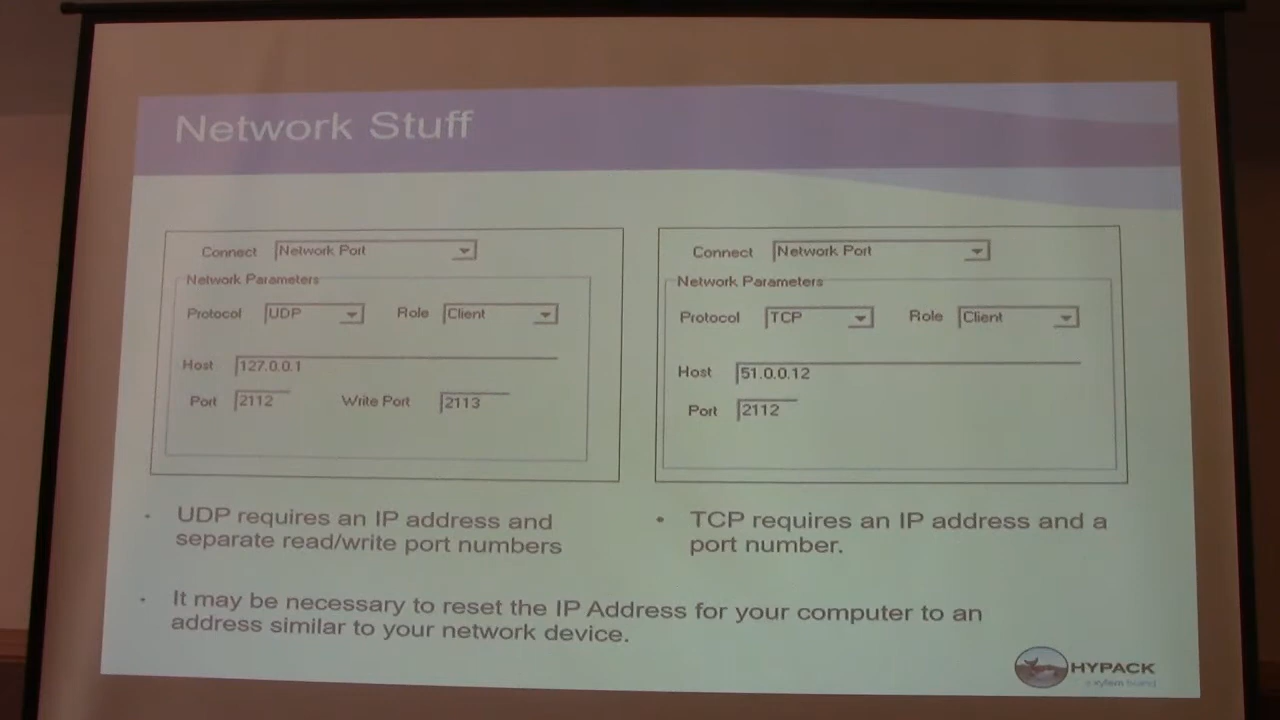 Network Stuff
Connect Network Port
Network Parameters
Protocol UDP Role Client
Host 127.0.0.1
Port 2112 Write Port 2113
Connect Network Port
Network Parameters
Protocol TCP Role Client
Host 51.0.0.12
Port 2112
• UDP requires an IP address and
separate read/write port numbers
• TCP requires an IP address and a
port number.
• It may be necessary to reset the IP Address for your computer to an
address similar to your network device.
HYPACK
a xylem brand